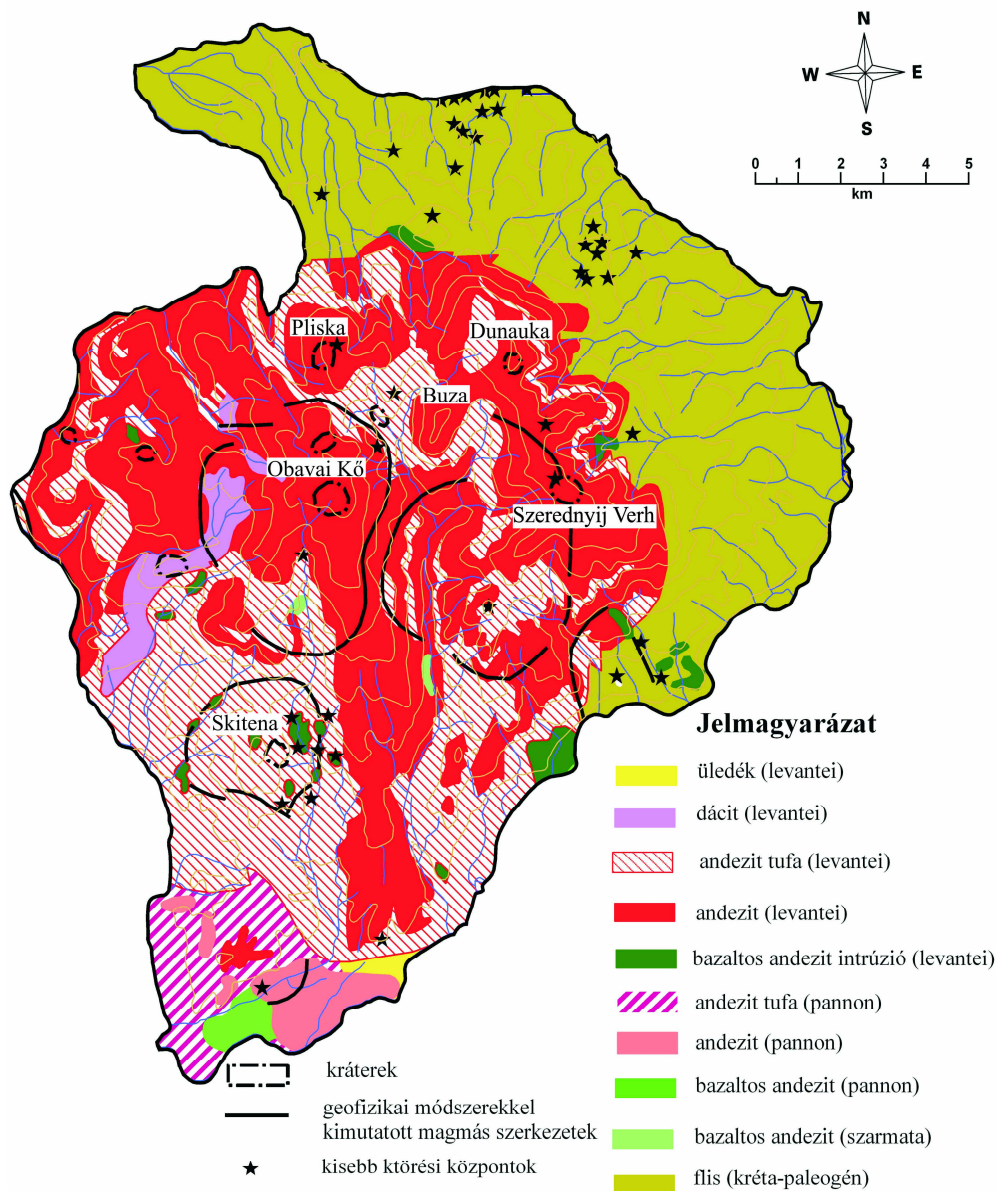 N
W E
S
0 1 2 3 4 5
km
Pliska
Dunauka
Buza
Obavai Kő
Szerednyij Verh
Skitena
Jelmagyarázat
üledék (levantei)
dácit (levantei)
andezit tufa (levantei)
andezit (levantei)
bazaltos andezit intrúzió (levantei)
andezit tufa (pannon)
andezit (pannon)
bazaltos andezit (pannon)
bazaltos andezit (szarmata)
flis (kréta-paleogén)
kráterek
geofizikai módszerekkel
kimutatott magmás szerkezetek
kisebb ktörési központok